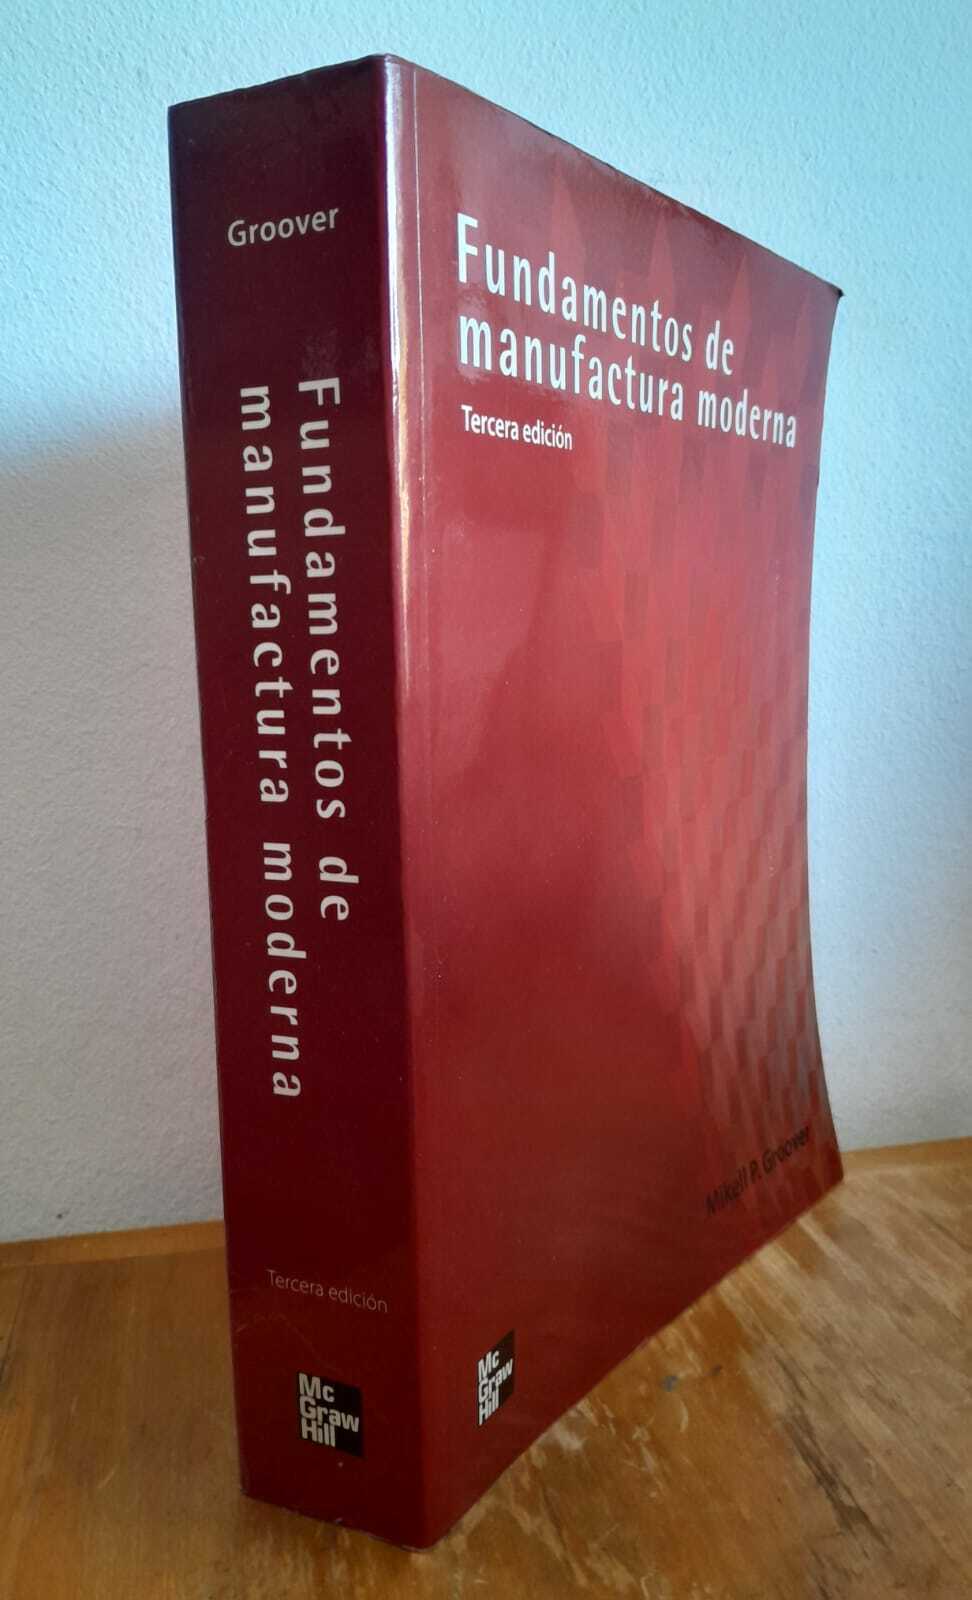 Groover
Fundamentos de
manufactura moderna
Tercera edición
Mc
Graw
Hill
Fundamentos de
manufactura moderna
Tercera edición
Mikell P. Groover
Mc
Graw
Hill